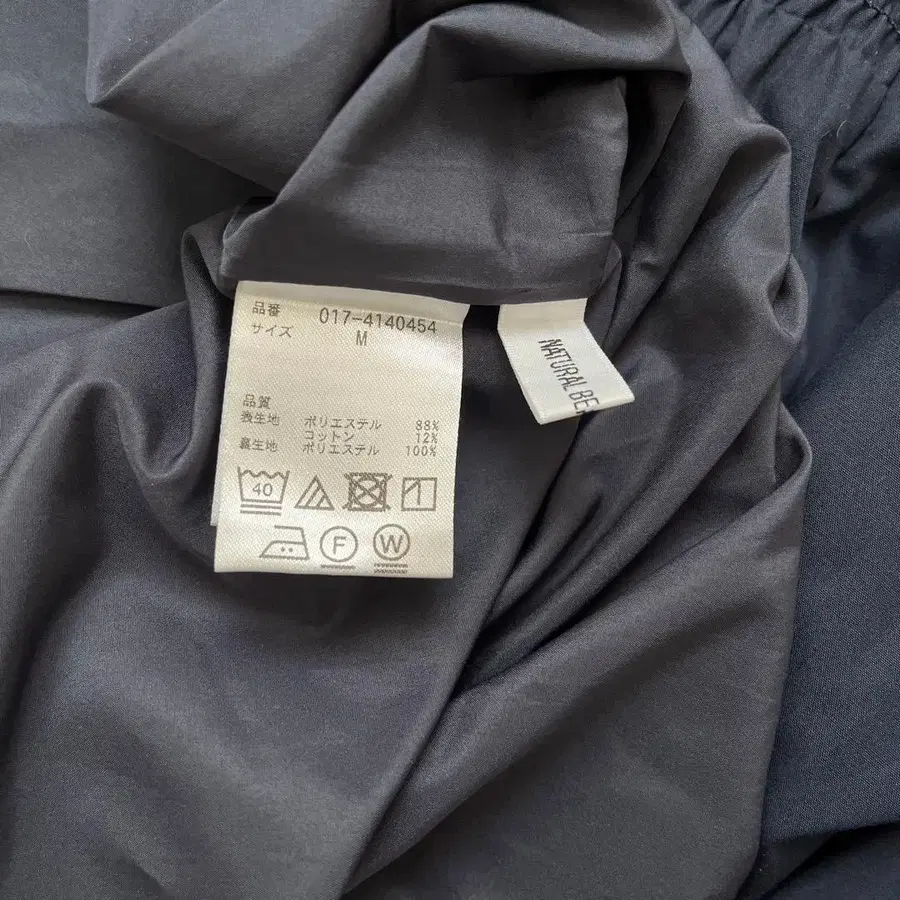 品番 017-4140454
サイズ M
品質
表生地 ポリエステル 88%
コットン 12%
裏生地 ポリエステル 100%
40
F
W
NATURAL